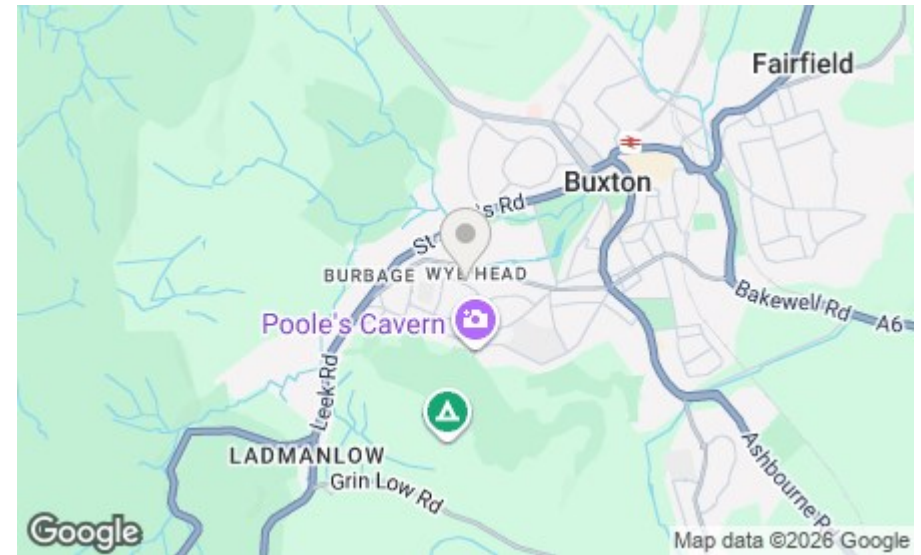 Fairfield
Buxton
St
s Rd
BURBAGE
WYE HEAD
Poole's Cavern
Bakewell Rd
A6
Leek Rd
LADMANLOW
Grin Low Rd
Ashbourne Rd
Google
Map data ©2026 Google